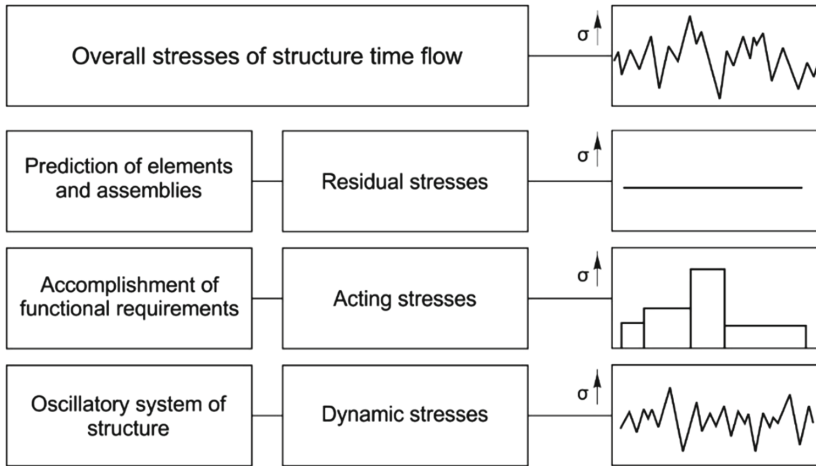 Overall stresses of structure time flow
σ
Prediction of elements
and assemblies
Residual stresses
σ
Accomplishment of
functional requirements
Acting stresses
σ
Oscillatory system of
structure
Dynamic stresses
σ